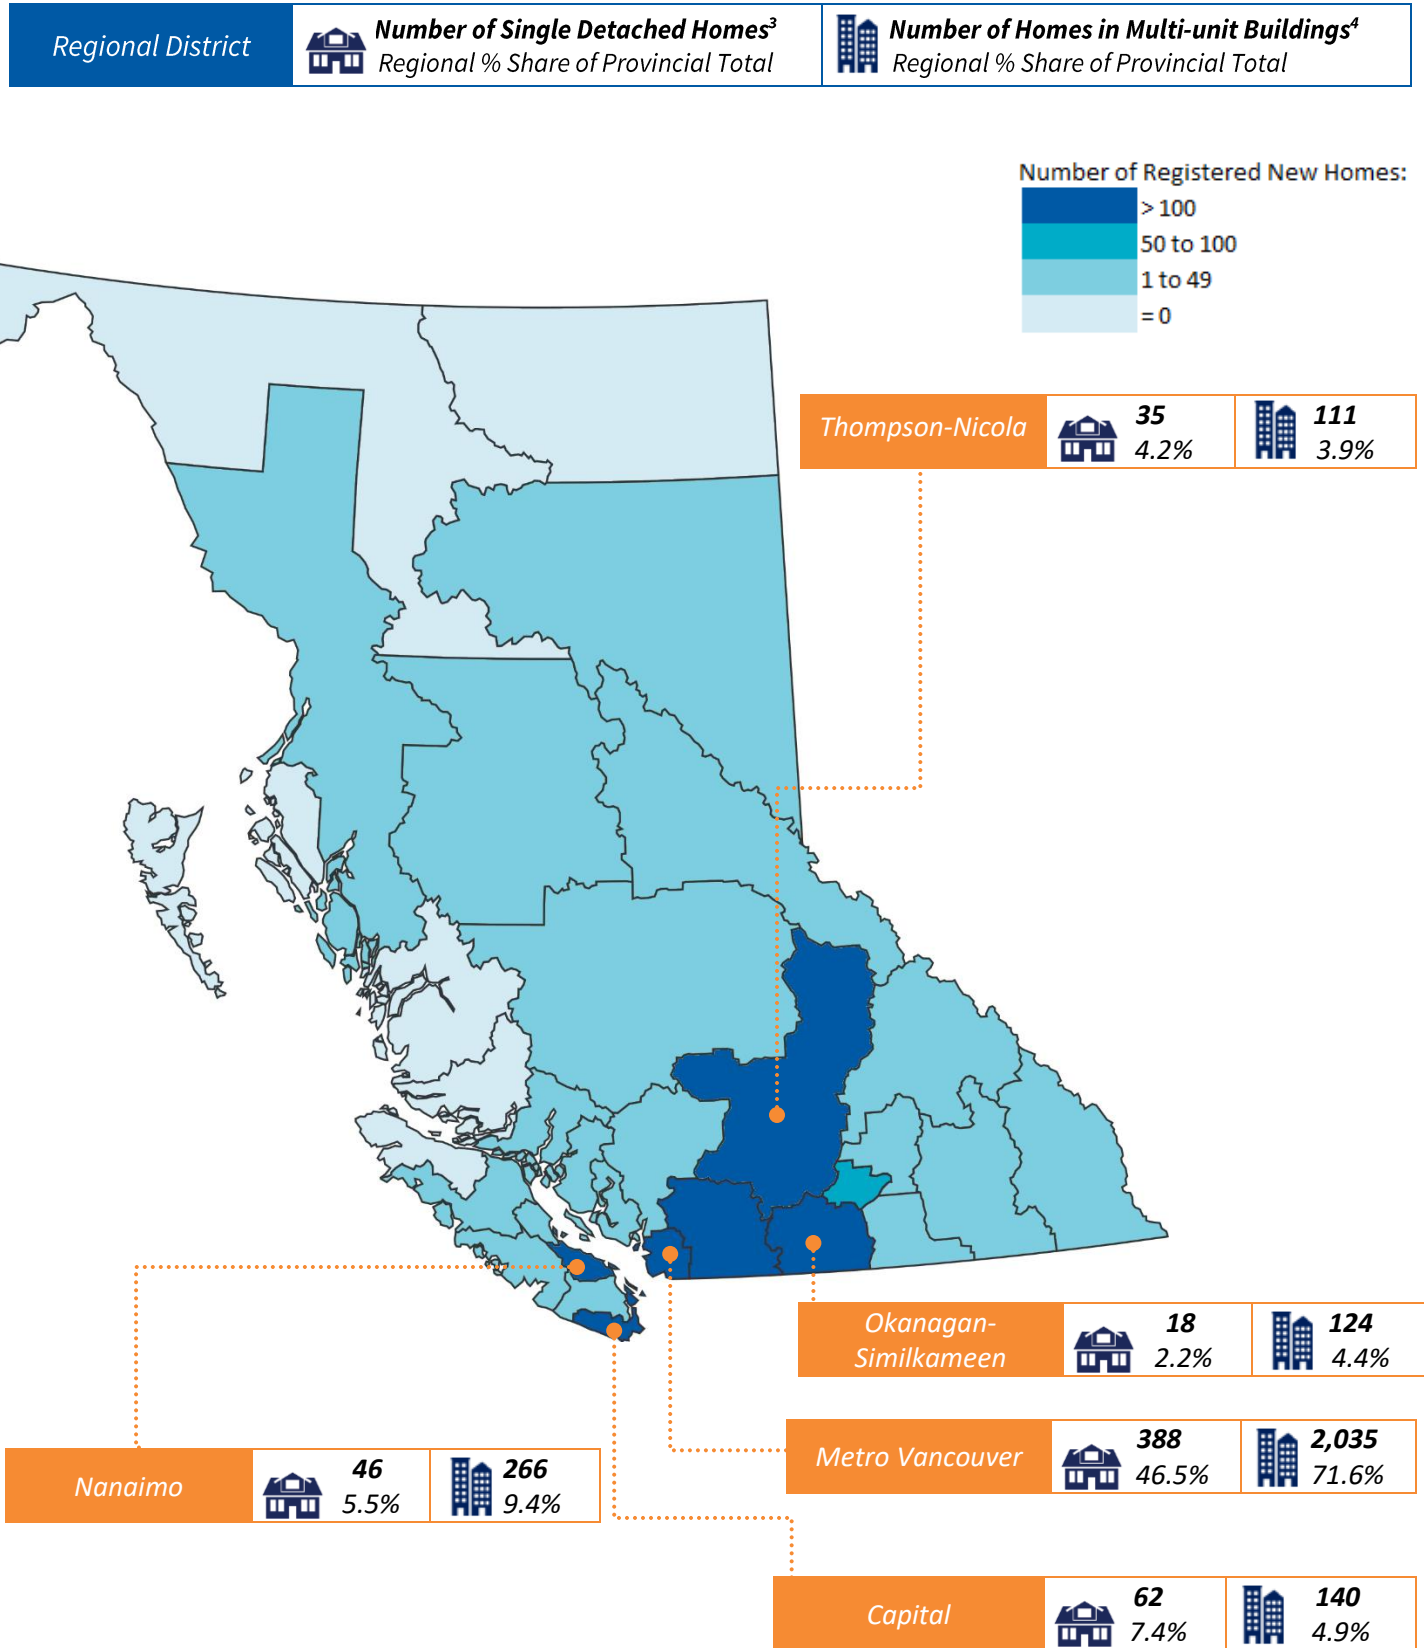 Regional District
Number of Single Detached Homes³
Regional % Share of Provincial Total
Number of Homes in Multi-unit Buildings⁴
Regional % Share of Provincial Total
Number of Registered New Homes:
> 100
50 to 100
1 to 49
= 0
Thompson-Nicola
35
4.2%
111
3.9%
Okanagan-
Similkameen
18
2.2%
124
4.4%
Metro Vancouver
388
46.5%
2,035
71.6%
Nanaimo
46
5.5%
266
9.4%
Capital
62
7.4%
140
4.9%